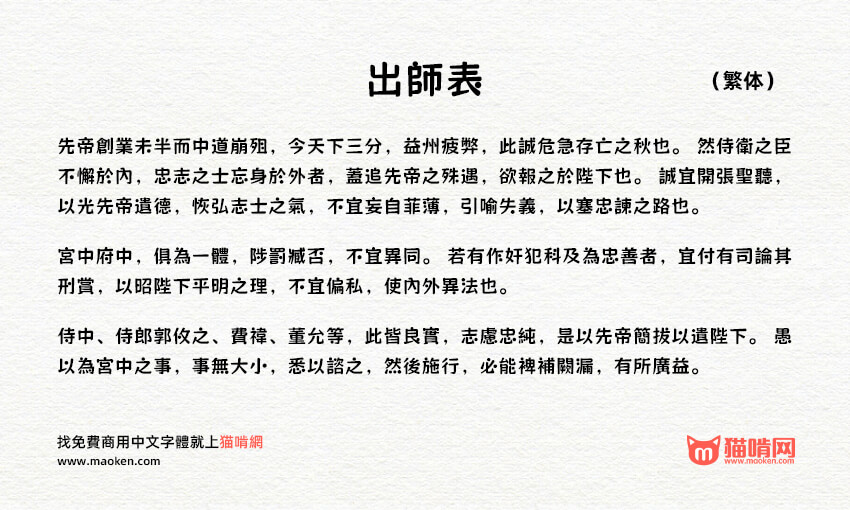 出師表
（繁体）
先帝創業未半而中道崩殂，今天下三分，益州疲弊，此誠危急存亡之秋也。 然侍衛之臣
不懈於內，忠志之士忘身於外者，蓋追先帝之殊遇，欲報之於陛下也。 誠宜開張聖聽，
以光先帝遺德，恢弘志士之氣，不宜妄自菲薄，引喻失義，以塞忠諫之路也。
宮中府中，俱為一體，陟罰臧否，不宜異同。 若有作奸犯科及為忠善者，宜付有司論其
刑賞，以昭陛下平明之理，不宜偏私，使內外異法也。
侍中、侍郎郭攸之、費褘、董允等，此皆良實，志慮忠純，是以先帝簡拔以遺陛下。 愚
以為宮中之事，事無大小，悉以諮之，然後施行，必能裨補闕漏，有所廣益。
找免費商用中文字體就上猫啃網
www.maoken.com
猫啃网
www.maoken.com